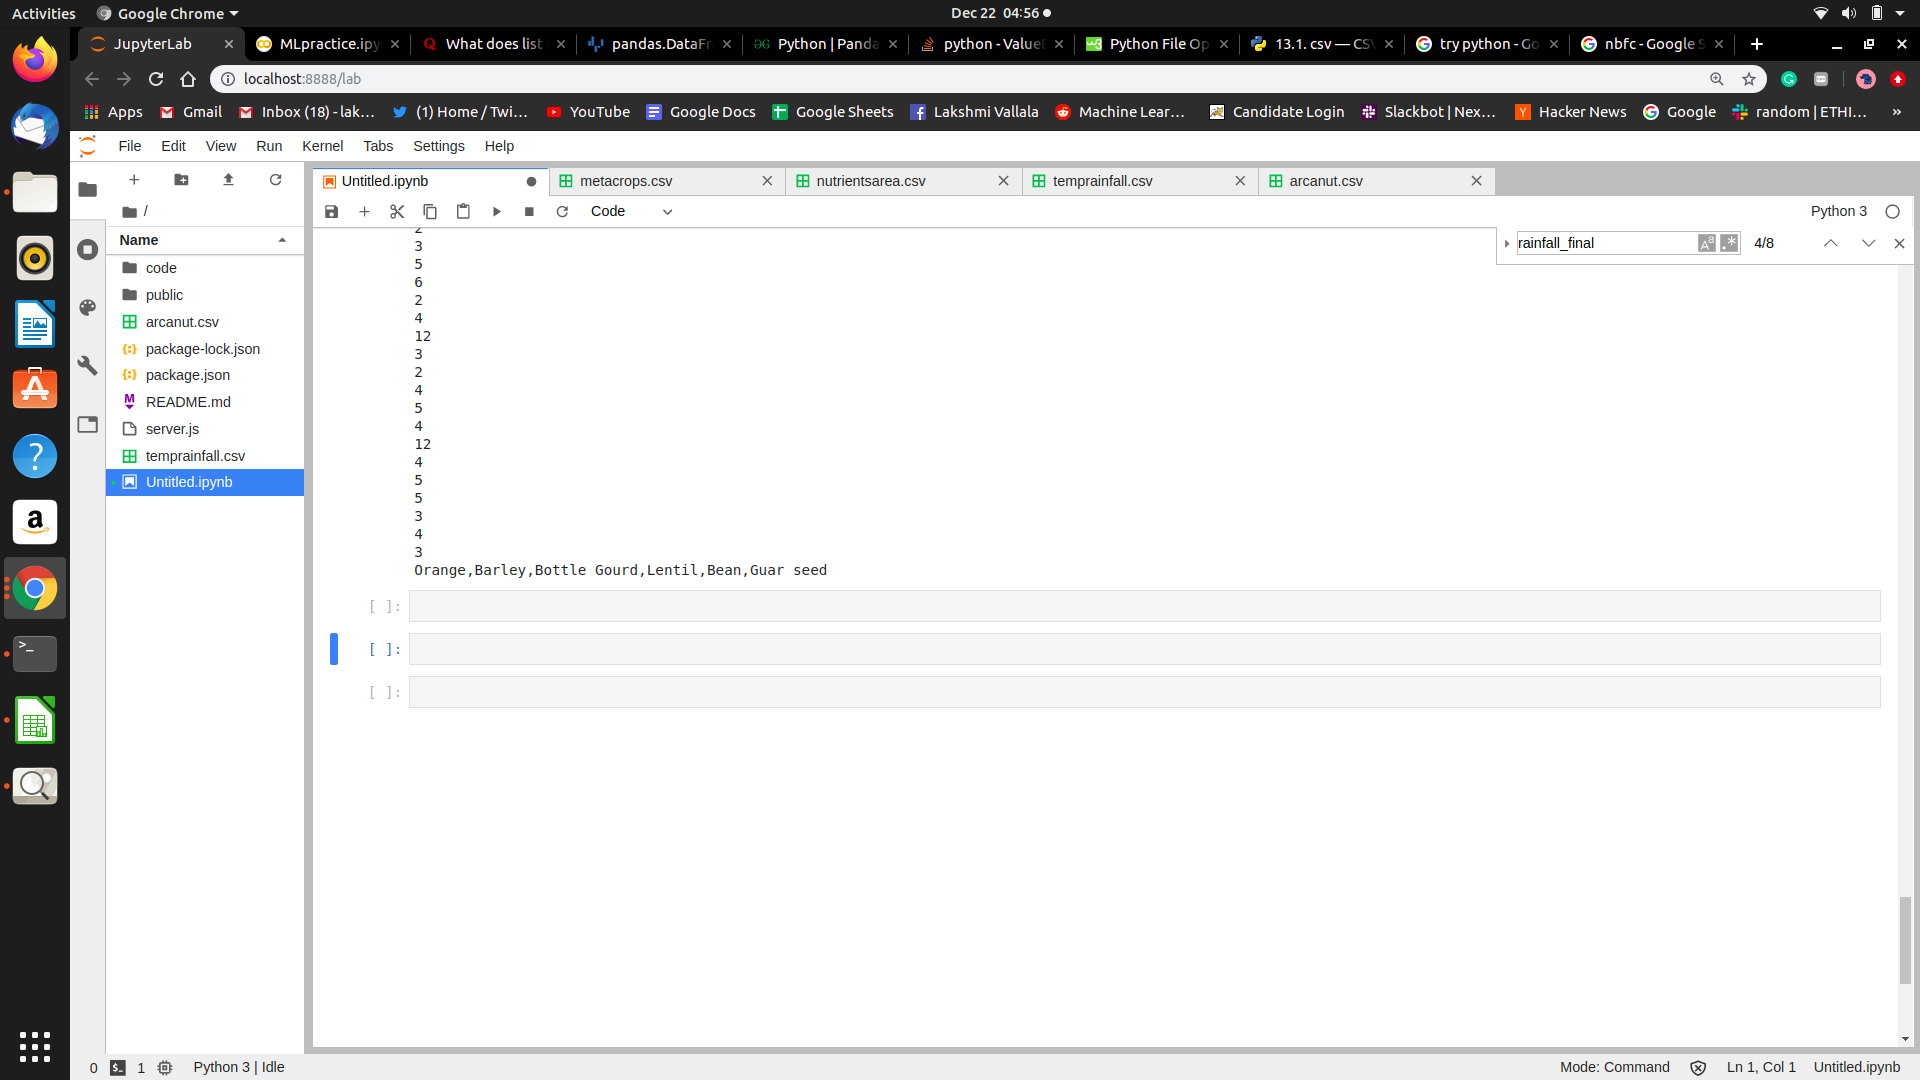 Activities
Google Chrome
Dec 22 04:56
JupyterLab
MLpractice.ipy
What does list
pandas.DataFr
Python | Panda
python - ValueE
Python File Op
13.1. csv — CSV
try python - Go
nbfc - Google S
localhost:8888/lab
Apps
Gmail
Inbox (18) - lak...
(1) Home / Twi...
YouTube
Google Docs
Google Sheets
Lakshmi Vallala
Machine Lear...
Candidate Login
Slackbot | Nex...
Hacker News
Google
random | ETHI...
»
File
Edit
View
Run
Kernel
Tabs
Settings
Help
Untitled.ipynb
metacrops.csv
nutrientsarea.csv
temprainfall.csv
arcanut.csv
/
Code
Python 3
rainfall_final
4/8
Name
code
public
arcanut.csv
package-lock.json
package.json
README.md
server.js
temprainfall.csv
Untitled.ipynb
2
3
5
6
2
4
12
3
2
4
5
4
12
4
5
5
3
4
3
Orange,Barley,Bottle Gourd,Lentil,Bean,Guar seed
[ ]:
[ ]:
[ ]:
0
1
Python 3 | Idle
Mode: Command
Ln 1, Col 1
Untitled.ipynb